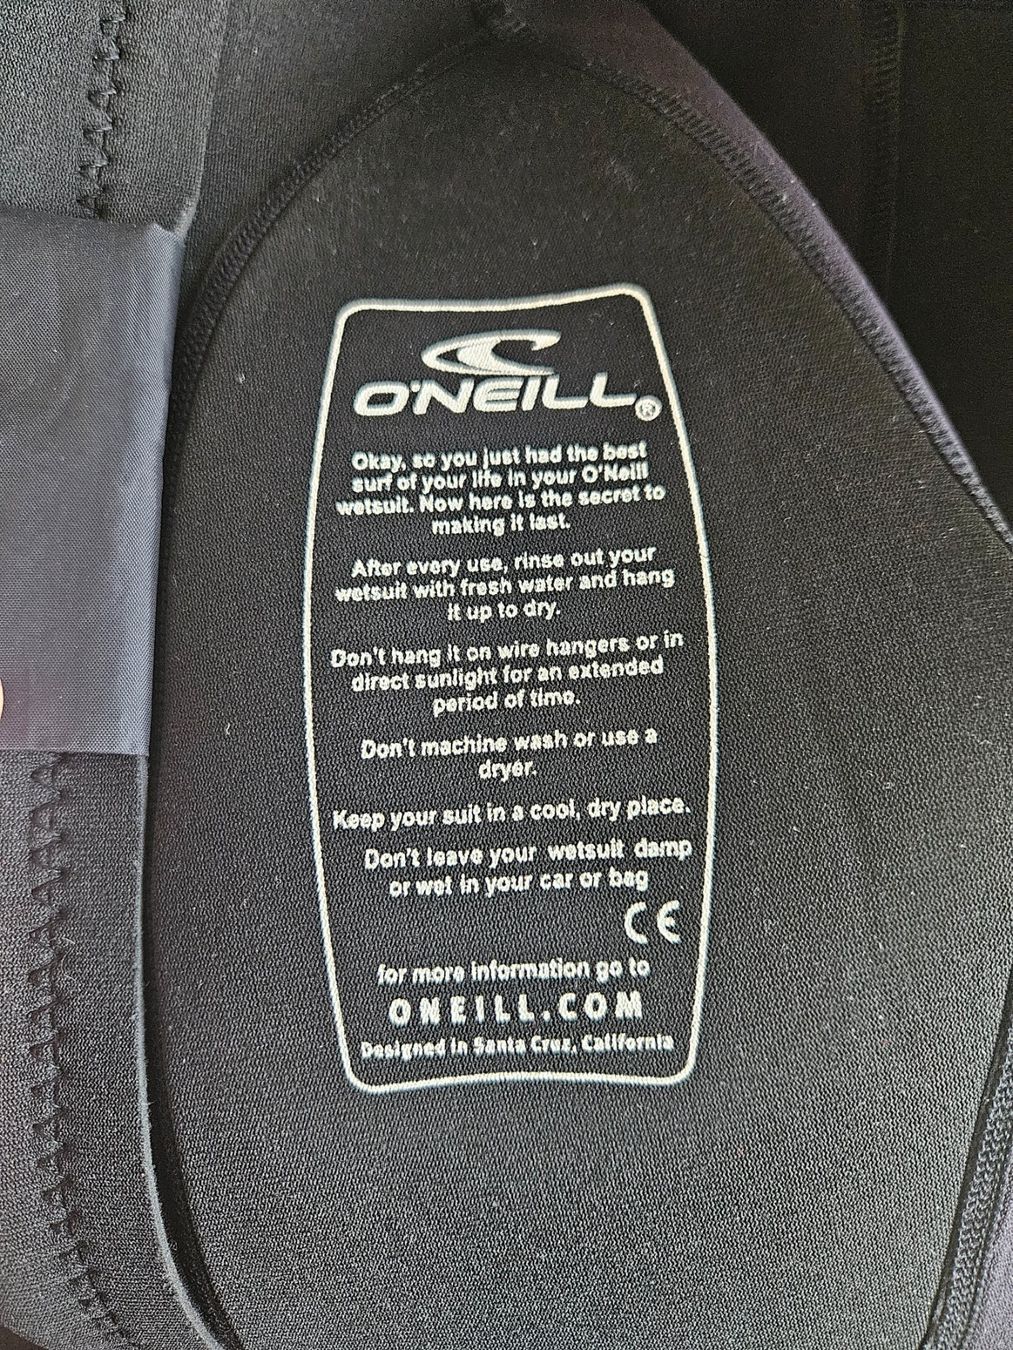 O'NEILL®
Okay, so you just had the best
surf of your life in your O'Neill
wetsuit. Now here is the secret to
making it last.
After every use, rinse out your
wetsuit with fresh water and hang
it up to dry.
Don't hang it on wire hangers or in
direct sunlight for an extended
period of time.
Don't machine wash or use a
dryer.
Keep your suit in a cool, dry place.
Don't leave your wetsuit damp
or wet in your car or bag
CE
for more information go to
ONEILL.COM
Designed in Santa Cruz, California